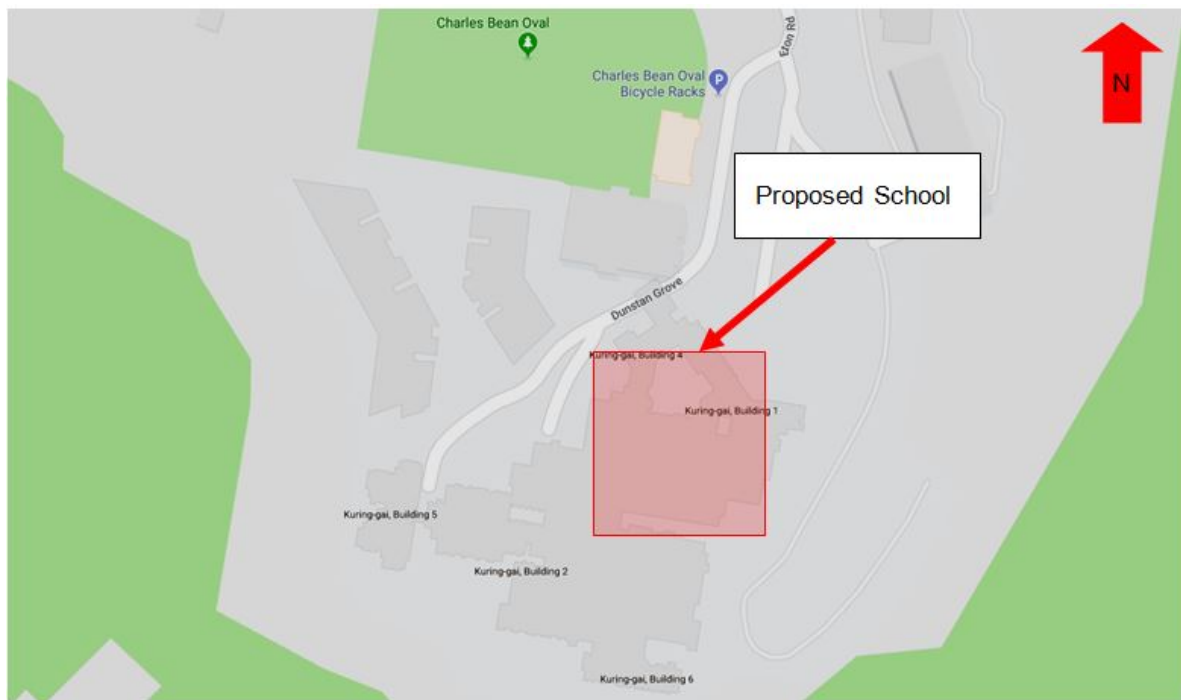 Charles Bean Oval
Eton Rd
Charles Bean Oval
Bicycle Racks
P
N
Proposed School
Dunstan Grove
Kuring-gai, Building 4
Kuring-gai, Building 1
Kuring-gai, Building 5
Kuring-gai, Building 2
Kuring-gai, Building 6